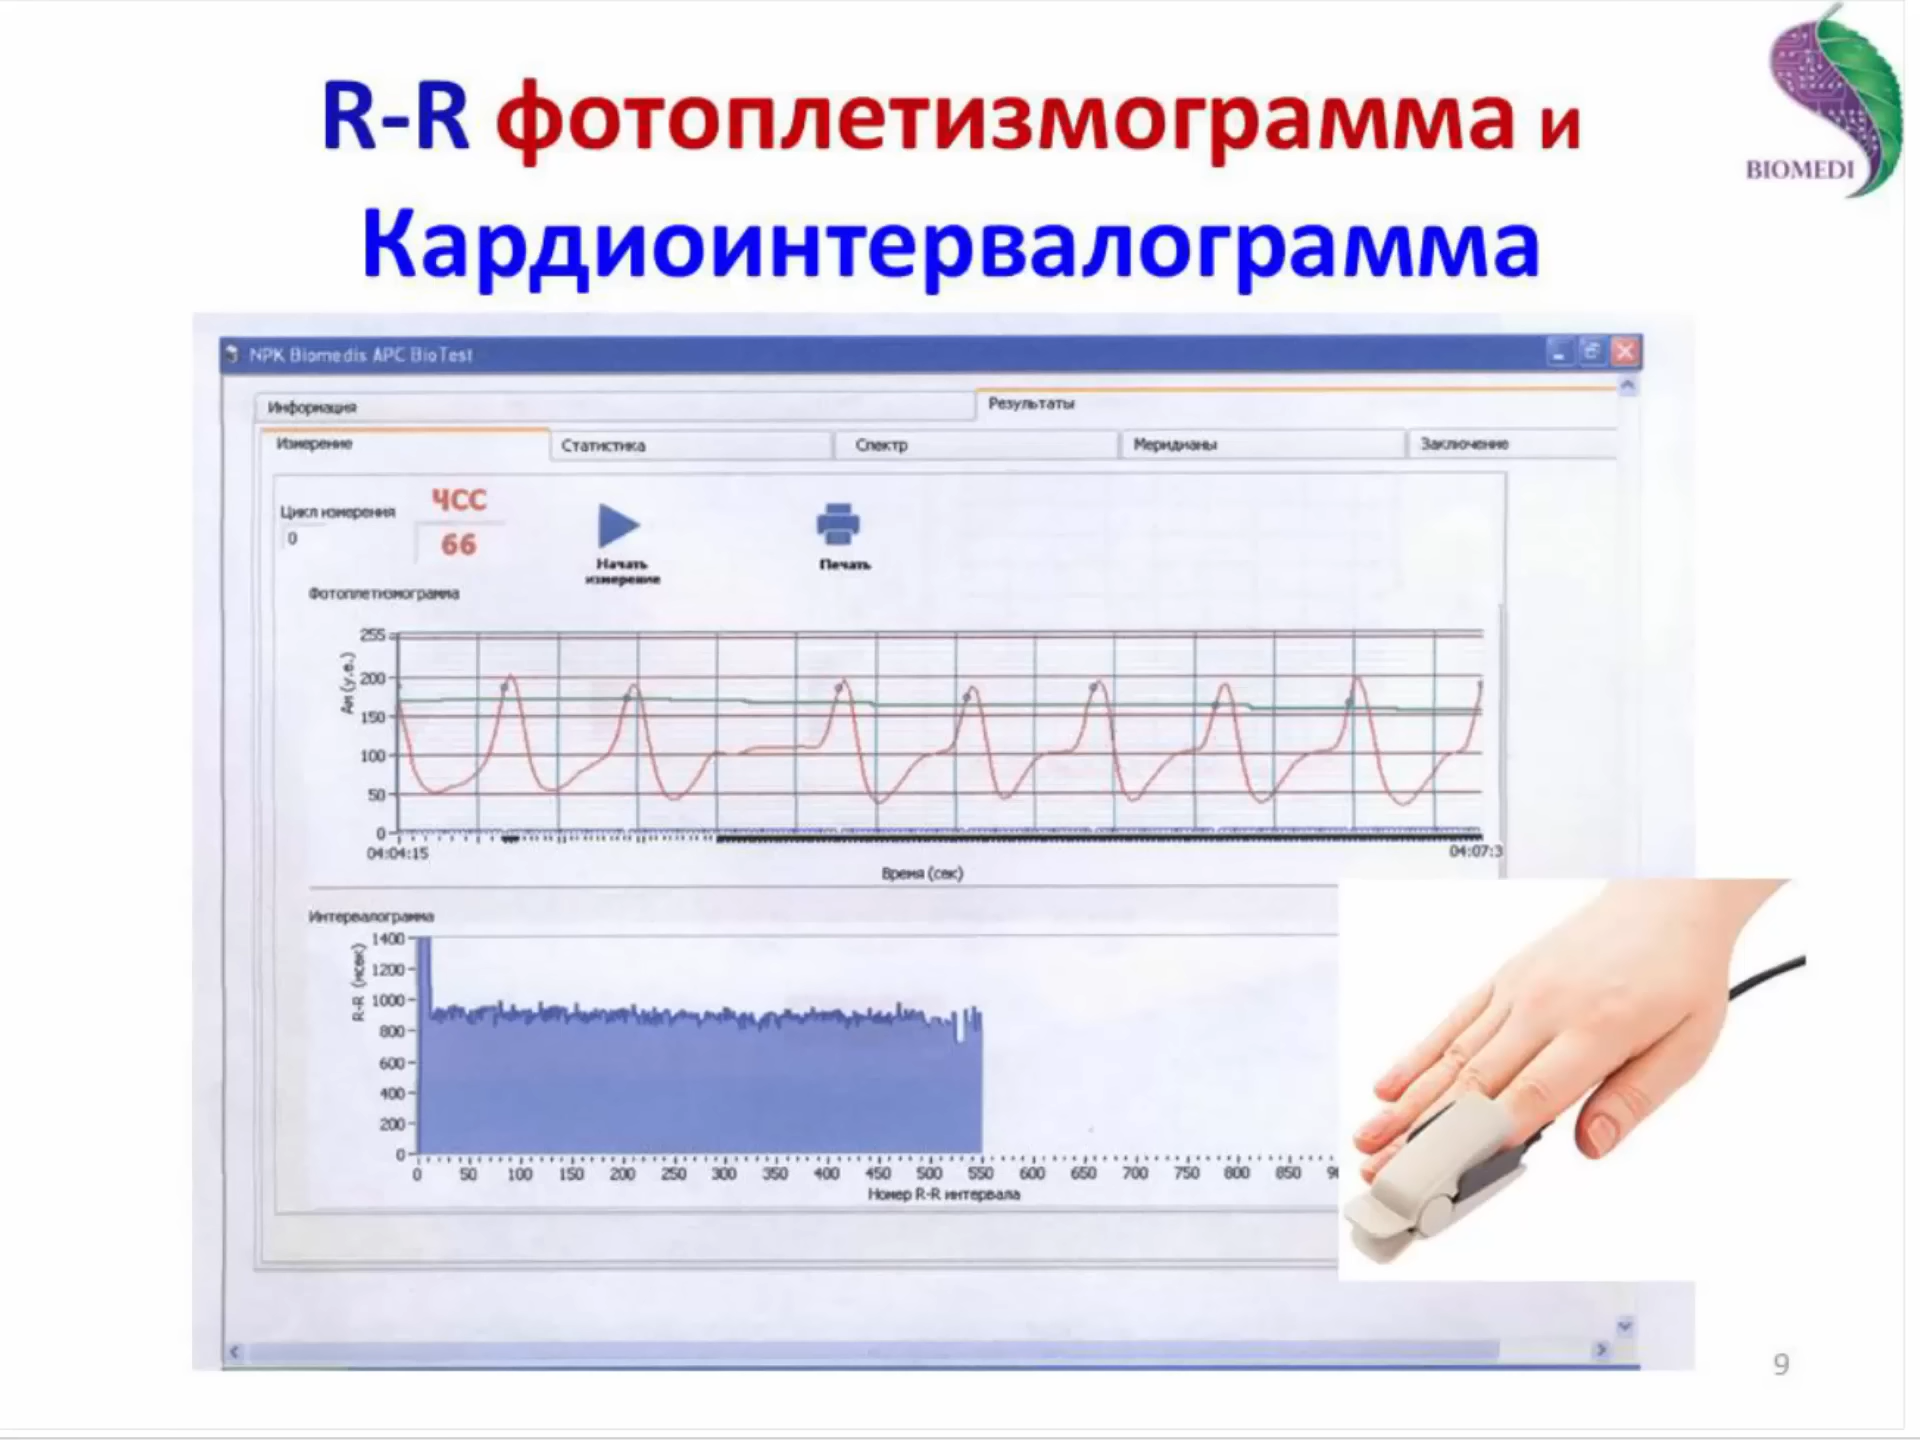 R-R фотоплетизмограмма и
Кардиоинтервалограмма
BIOMEDI
NPK Biomedis APC BioTest
Информация
Результаты
Измерение
Статистика
Спектр
Меридианы
Заключение
Цикл измерения
0
ЧСС
66
Начать
измерение
Печать
Фотоплетизмограмма
Ам (у.е.)
255
200
150
100
50
0
04:04:15
04:07:3
Время (сек)
Интервалограмма
R-R (мсек)
1400
1200
1000
800
600
400
200
0
0 50 100 150 200 250 300 350 400 450 500 550 600 650 700 750 800 850 9
Номер R-R интервала
9